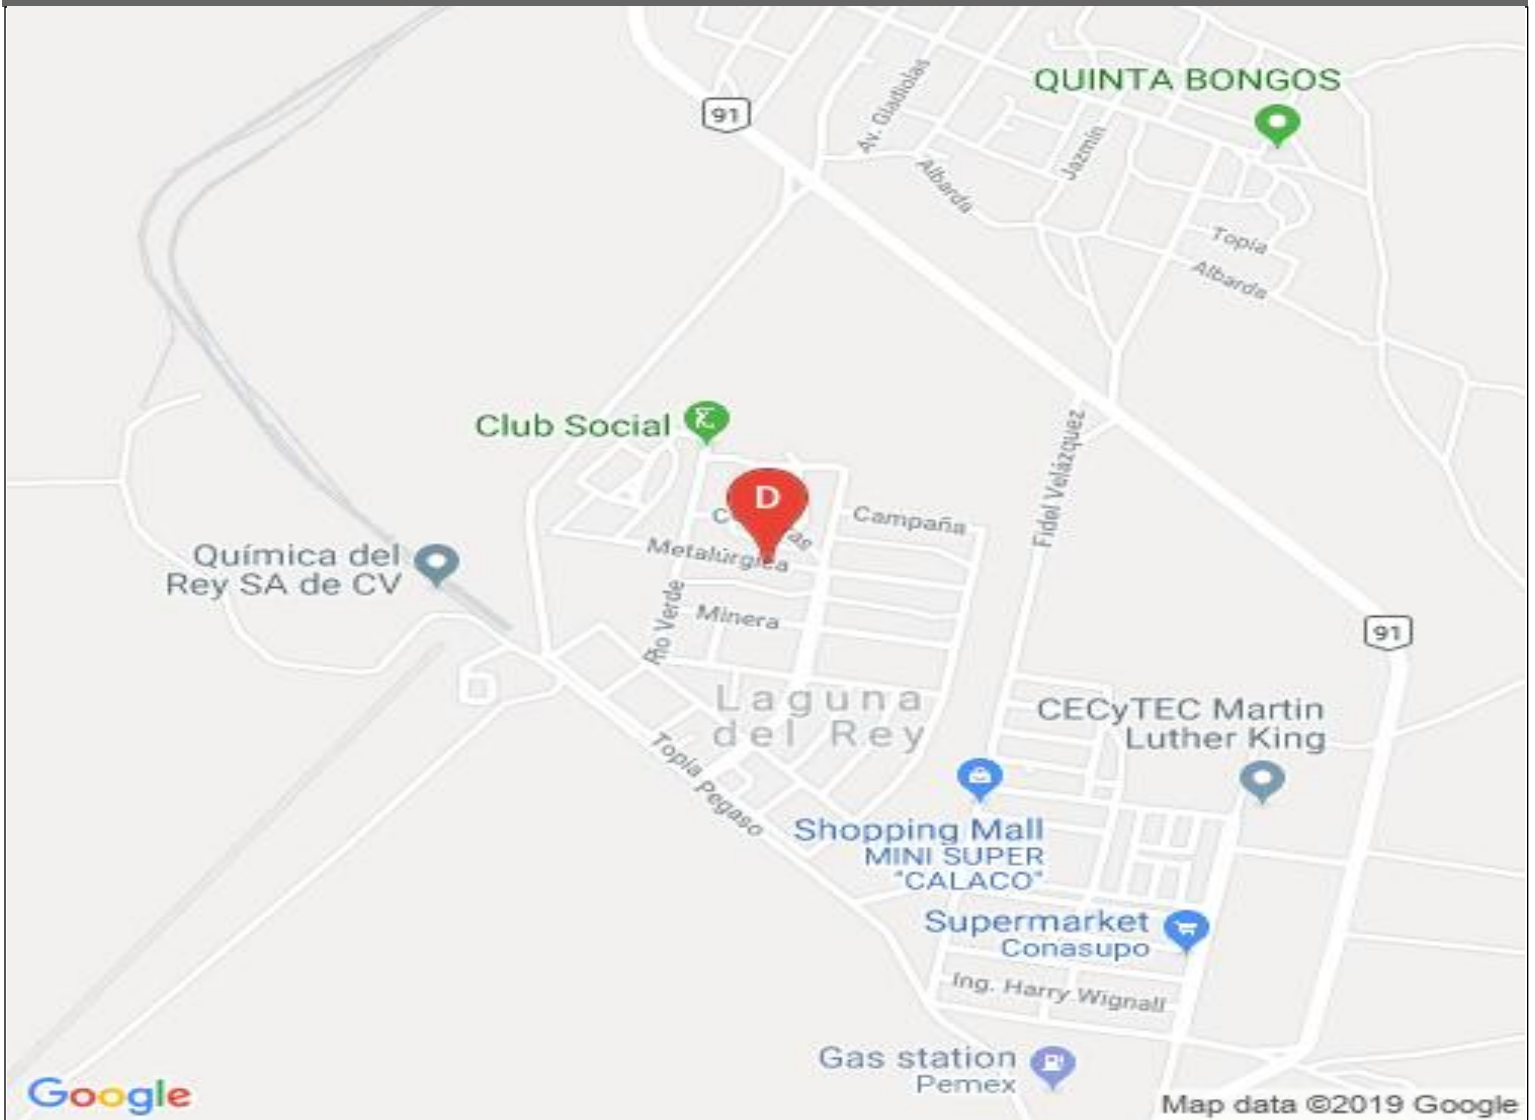 QUINTA BONGOS
91
Av. Gladiolas
Jazmín
Albarda
Topia
Albarda
Club Social
Fidel Velázquez
D
Campaña
Química del
Rey SA de CV
Metalúrgica
Río Verde
Minera
91
Laguna
del Rey
CECyTEC Martin
Luther King
Topia Pegaso
Shopping Mall
MINI SUPER
"CALACO"
Supermarket
Conasupo
Ing. Harry Wignall
Gas station
Pemex
Google
Map data ©2019 Google